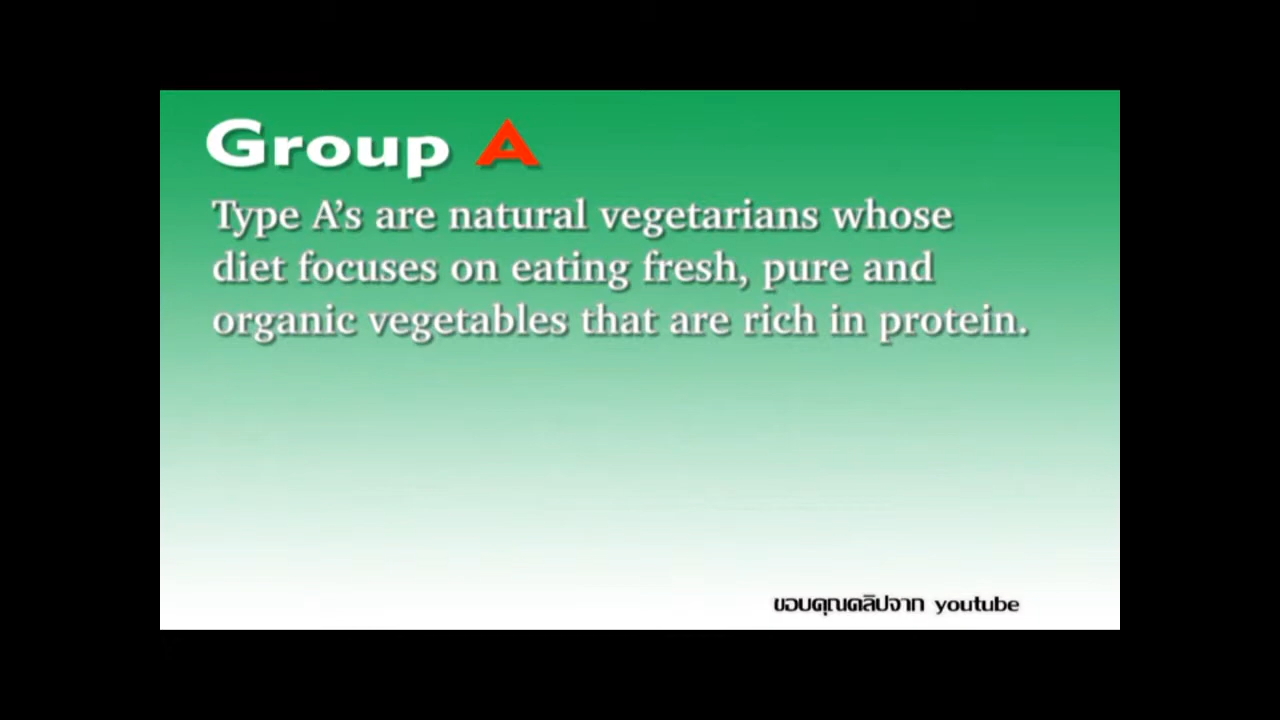 Group A
Type A’s are natural vegetarians whose
diet focuses on eating fresh, pure and
organic vegetables that are rich in protein.
ขอบคุณคลิปจาก youtube